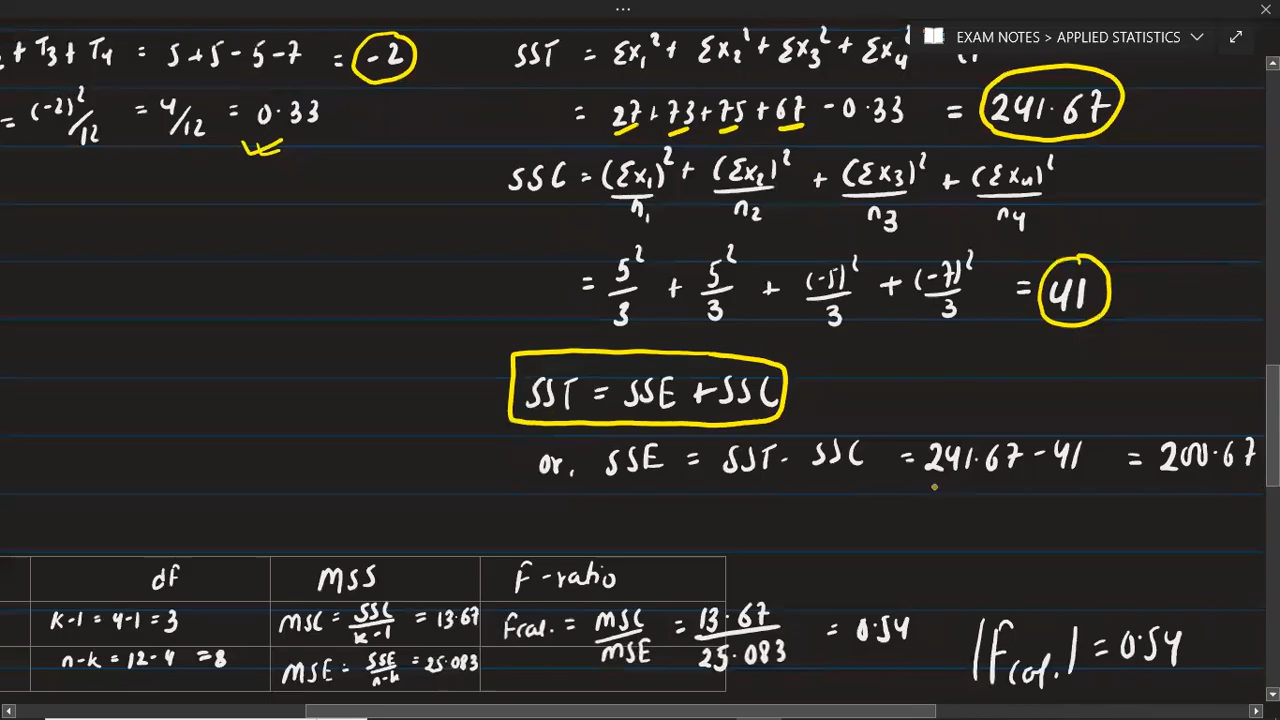 EXAM NOTES > APPLIED STATISTICS
+ T3 + T4 = 5+5-5-7 = -2
= (-2)²/12 = 4/12 = 0.33
SST = Σx₁² + Σx₂² + Σx₃² + Σx₄²
= 27+73+75+67 - 0.33 = 241.67
SSC = (Σx₁)²/n₁ + (Σx₂)²/n₂ + (Σx₃)²/n₃ + (Σx₄)²/n₄
= 5²/3 + 5²/3 + (-5)²/3 + (-7)²/3 = 41
SST = SSE + SSC
or, SSE = SST - SSC = 241.67 - 41 = 200.67
df MSS F-ratio
k-1 = 4-1 = 3 MSC = SSC/k-1 = 13.67 Fcal. = MSC/MSE = 13.67/25.083 = 0.54 |Fcal.| = 0.54
n-k = 12-4 = 8 MSE = SSE/n-k = 25.083